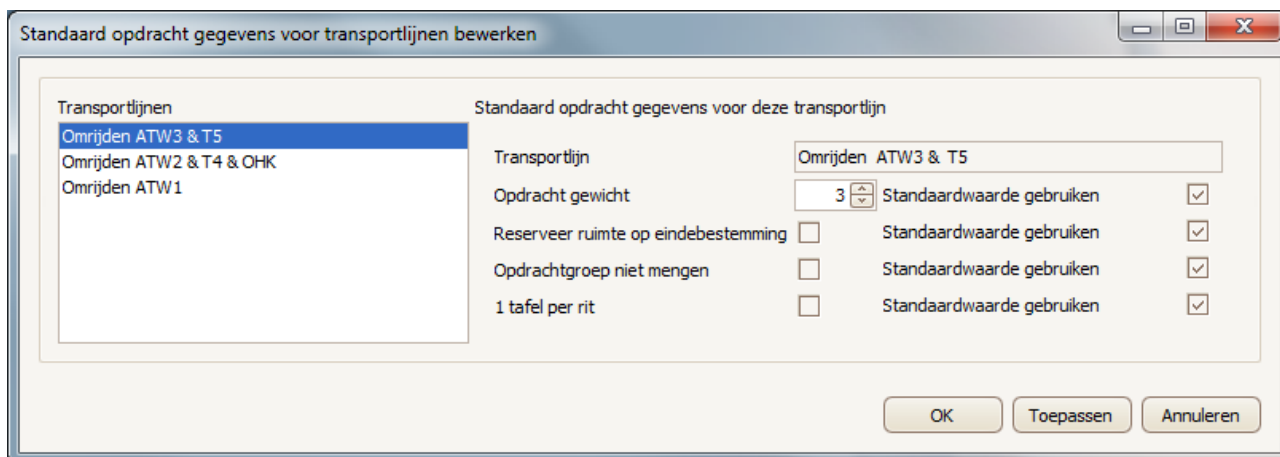 Standaard opdracht gegevens voor transportlijnen bewerken
Transportlijnen
Omrijden ATW3 & T5
Omrijden ATW2 & T4 & OHK
Omrijden ATW1
Standaard opdracht gegevens voor deze transportlijn
Transportlijn Omrijden ATW3 & T5
Opdracht gewicht 3 Standaardwaarde gebruiken
Reserveer ruimte op eindebestemming Standaardwaarde gebruiken
Opdrachtgroep niet mengen Standaardwaarde gebruiken
1 tafel per rit Standaardwaarde gebruiken
OK Toepassen Annuleren